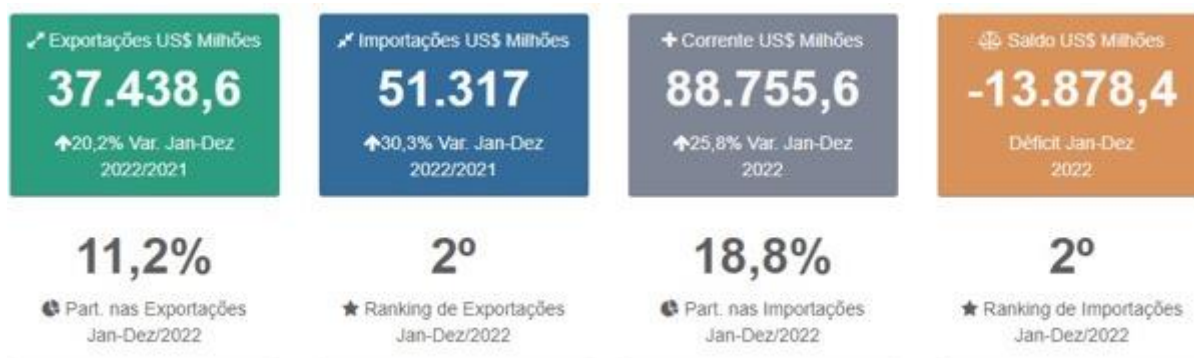 Exportações US$ Milhões
37.438,6
20,2% Var. Jan-Dez
2022/2021
Importações US$ Milhões
51.317
30,3% Var. Jan-Dez
2022/2021
Corrente US$ Milhões
88.755,6
25,8% Var. Jan-Dez
2022
Saldo US$ Milhões
-13.878,4
Déficit Jan-Dez
2022
11,2%
Part. nas Exportações
Jan-Dez/2022
2º
Ranking de Exportações
Jan-Dez/2022
18,8%
Part. nas Importações
Jan-Dez/2022
2º
Ranking de Importações
Jan-Dez/2022